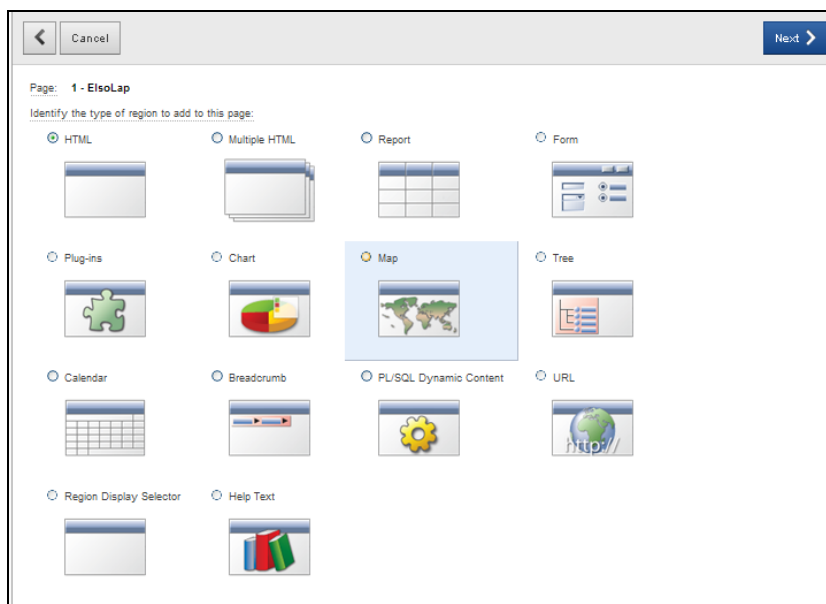 Cancel
Next
Page: 1 - ElsoLap
Identify the type of region to add to this page:
HTML Multiple HTML Report Form
Plug-ins Chart Map Tree
Calendar Breadcrumb PL/SQL Dynamic Content URL
http://
Region Display Selector Help Text